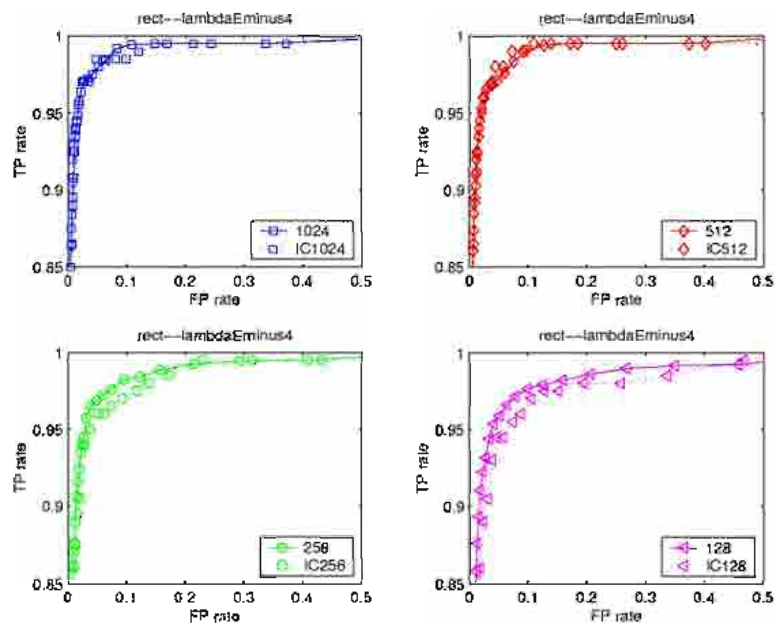 rect—lambdaEminus4
1
0.95
0.9
0.85
TP rate
0
0.1
0.2
0.3
0.4
0.5
FP rate
1024
IC1024
rect—lambdaEminus4
1
0.95
0.9
0.85
TP rate
0
0.1
0.2
0.3
0.4
0.5
FP rate
512
IC512
rect—lambdaEminus4
1
0.95
0.9
0.85
TP rate
0
0.1
0.2
0.3
0.4
0.5
FP rate
256
IC256
rect—lambdaEminus4
1
0.95
0.9
0.85
TP rate
0
0.1
0.2
0.3
0.4
0.5
FP rate
128
IC128